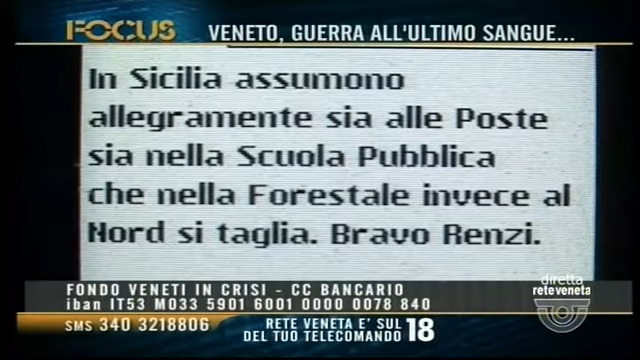 FOCUS
VENETO, GUERRA ALL'ULTIMO SANGUE...
In Sicilia assumono
allegramente sia alle Poste
sia nella Scuola Pubblica
che nella Forestale invece al
Nord si taglia. Bravo Renzi.
diretta
reteveneta
FONDO VENETI IN CRISI - CC BANCARIO
iban IT53 M033 5901 6001 0000 0078 840
SMS 340 3218806
RETE VENETA E' SUL
DEL TUO TELECOMANDO 18